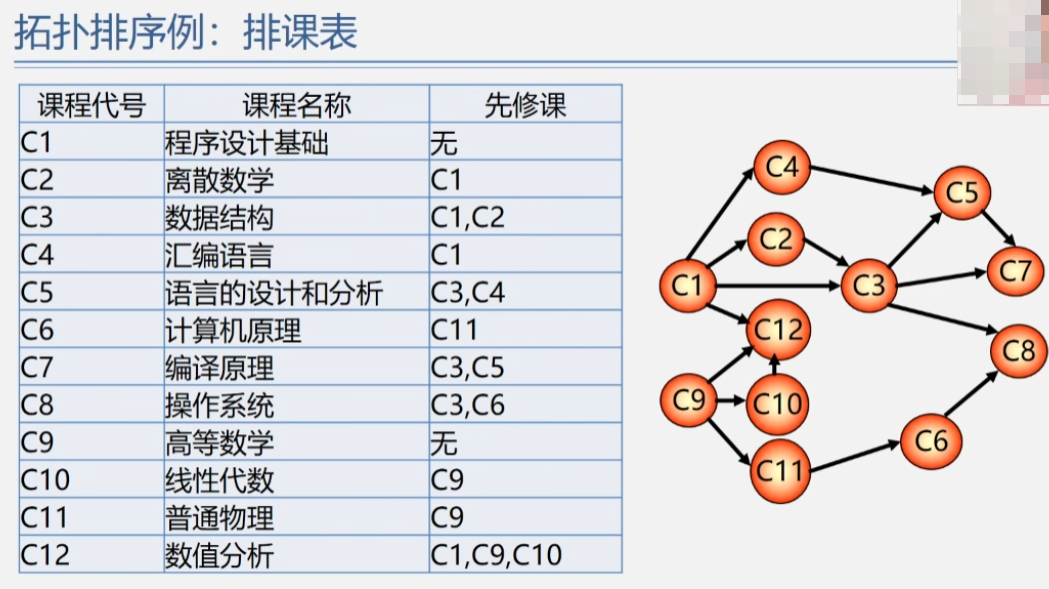 拓扑排序例：排课表
课程代号 课程名称 先修课
C1 程序设计基础 无
C2 离散数学 C1
C3 数据结构 C1,C2
C4 汇编语言 C1
C5 语言的设计和分析 C3,C4
C6 计算机原理 C11
C7 编译原理 C3,C5
C8 操作系统 C3,C6
C9 高等数学 无
C10 线性代数 C9
C11 普通物理 C9
C12 数值分析 C1,C9,C10
C4
C5
C2
C7
C1
C3
C12
C8
C9
C10
C6
C11